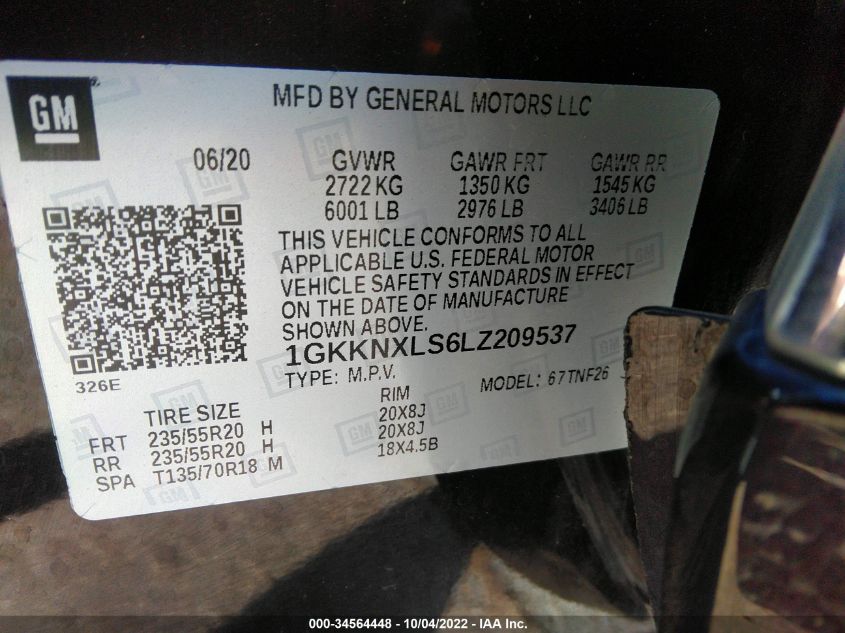 GM
MFD BY GENERAL MOTORS LLC
06/20 GVWR GAWR FRT GAWR RR
2722 KG 1350 KG 1545 KG
6001 LB 2976 LB 3406 LB
THIS VEHICLE CONFORMS TO ALL
APPLICABLE U.S. FEDERAL MOTOR
VEHICLE SAFETY STANDARDS IN EFFECT
ON THE DATE OF MANUFACTURE
SHOWN ABOVE.
1GKKNXLS6LZ209537
326E
TYPE: M.P.V. MODEL: 67TNF26
TIRE SIZE RIM
FRT 235/55R20 H 20X8J
RR 235/55R20 H 20X8J
SPA T135/70R18 M 18X4.5B
000-34564448 - 10/04/2022 - IAA Inc.